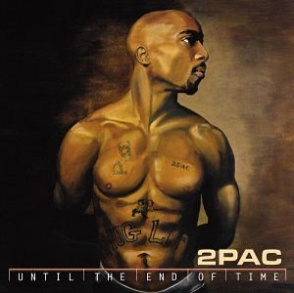 2PAC
UNTIL THE END OF TIME